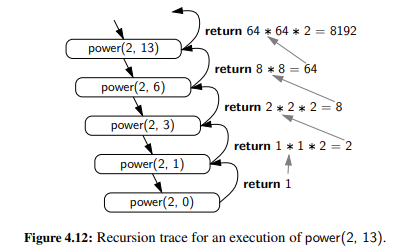 return 64 * 64 * 2 = 8192
power(2, 13)
return 8 * 8 = 64
power(2, 6)
return 2 * 2 * 2 = 8
power(2, 3)
return 1 * 1 * 2 = 2
power(2, 1)
return 1
power(2, 0)
Figure 4.12: Recursion trace for an execution of power(2, 13).